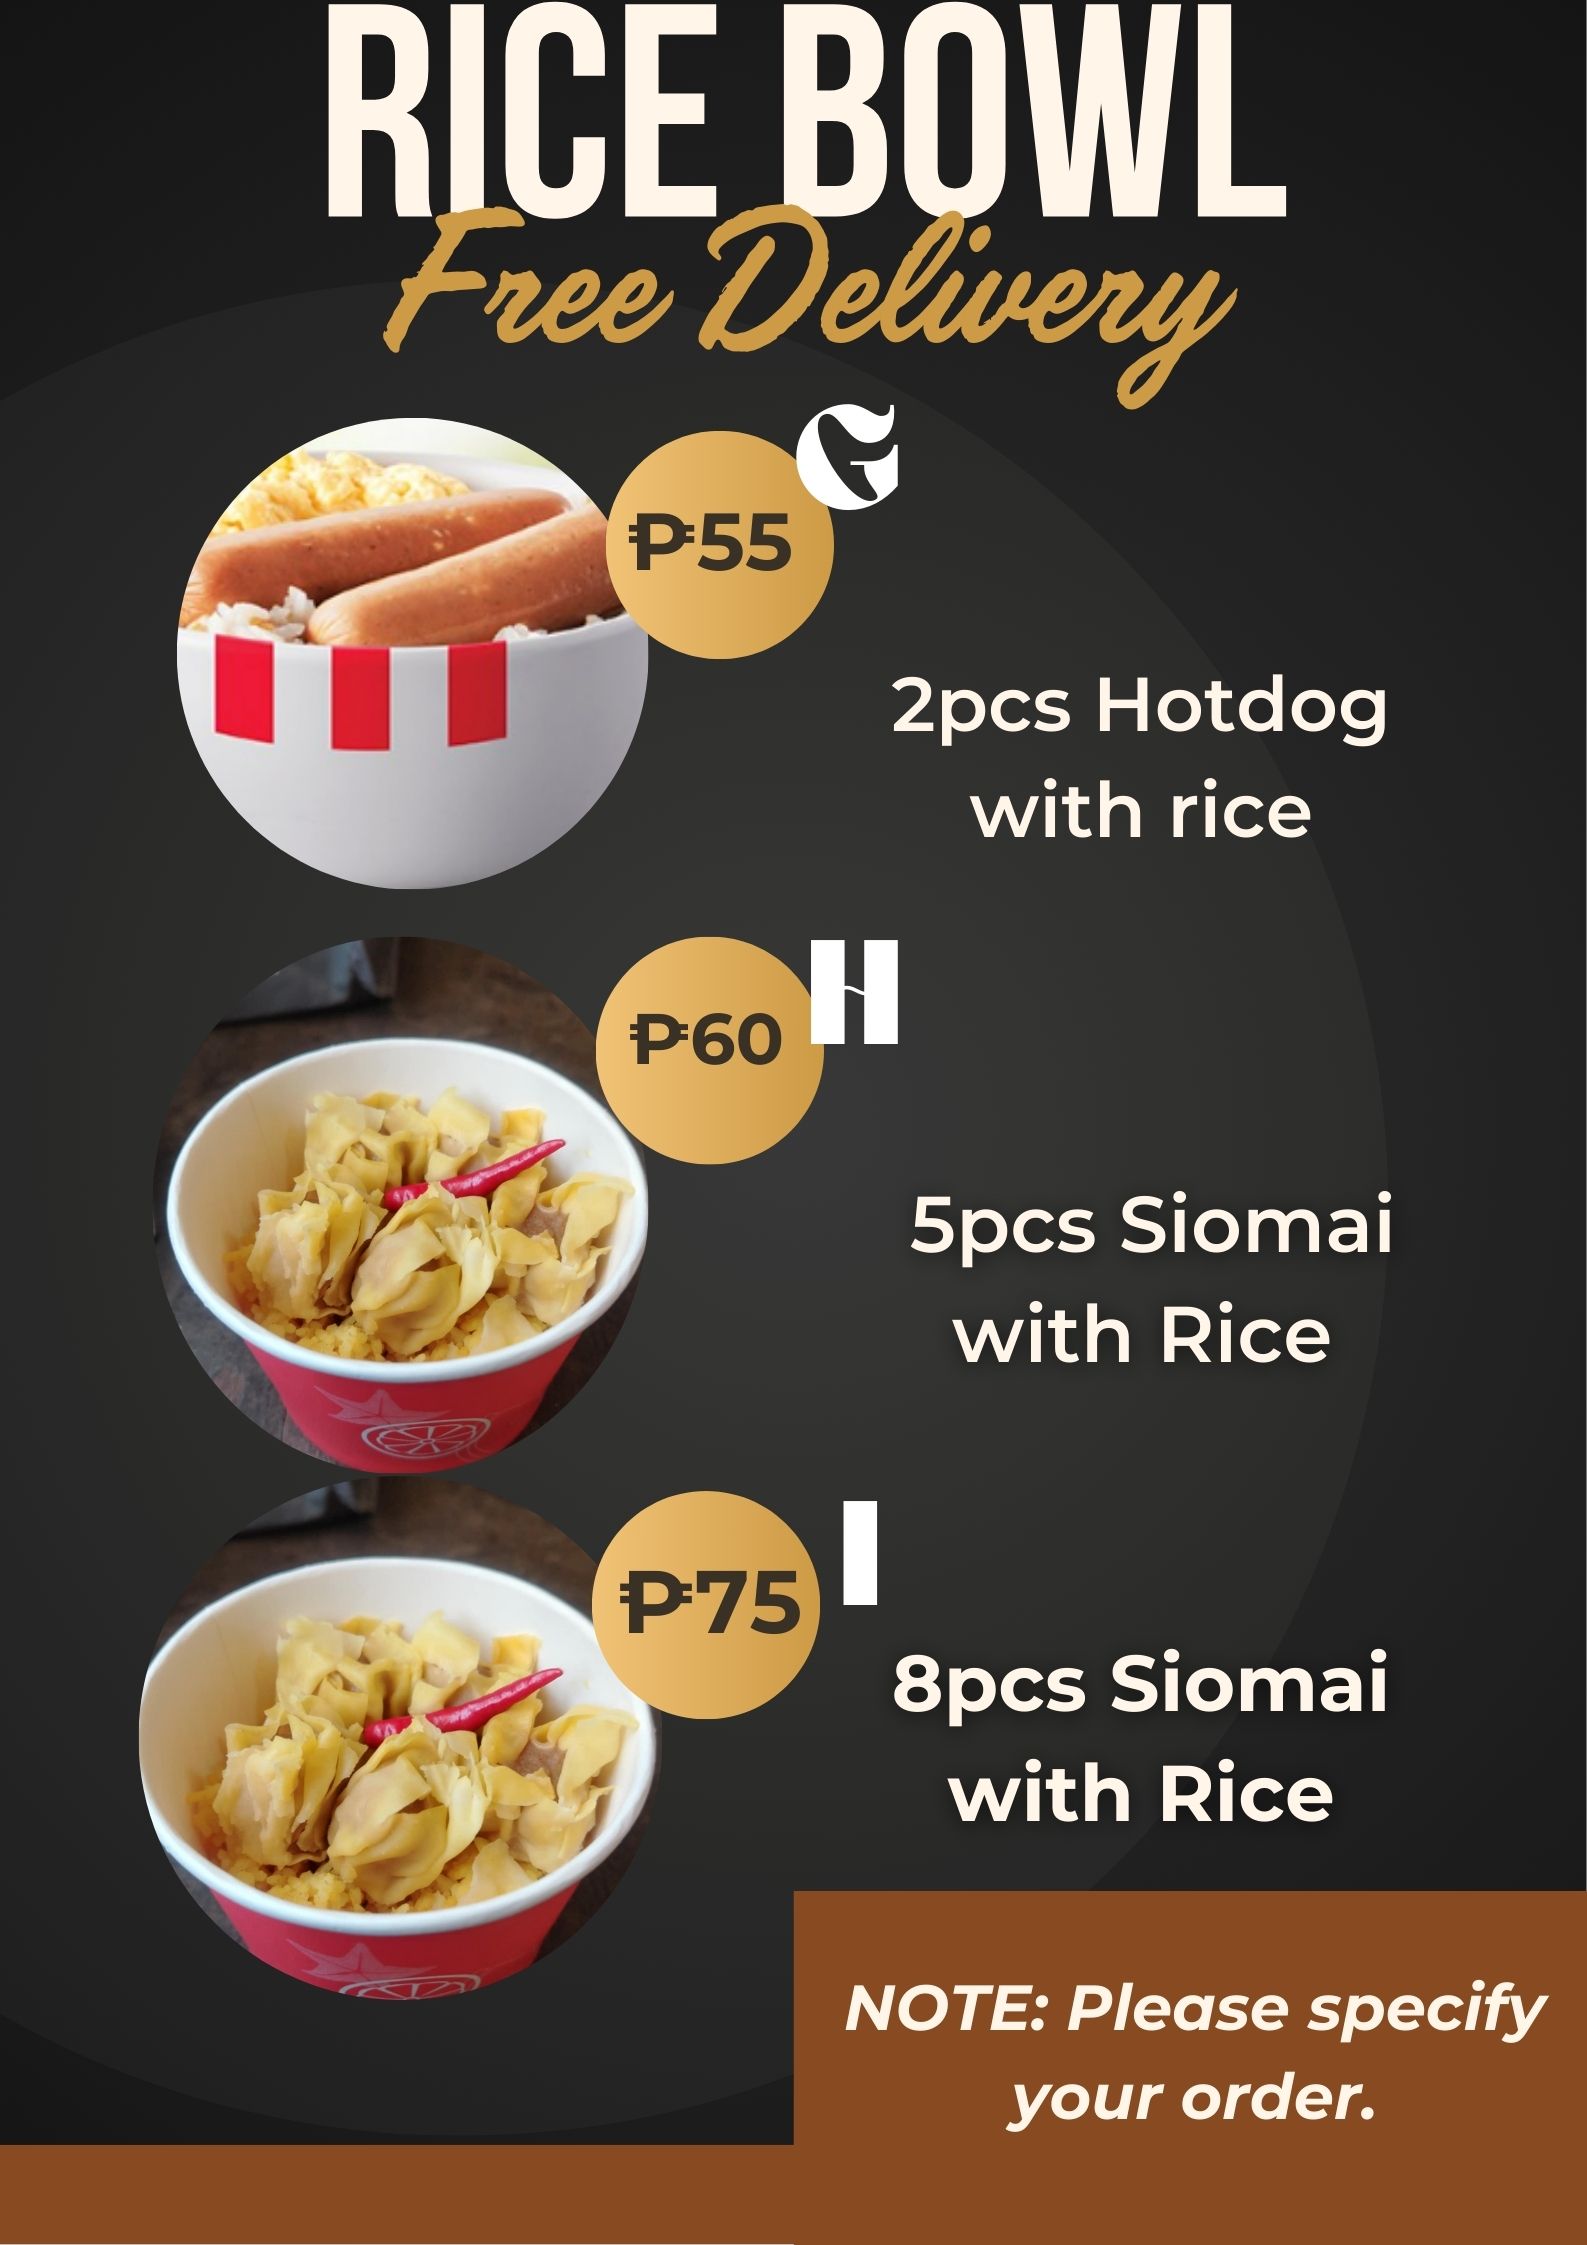 RICE BOWL
Free Delivery
G
₱55
2pcs Hotdog
with rice
H
₱60
5pcs Siomai
with Rice
I
₱75
8pcs Siomai
with Rice
NOTE: Please specify
your order.